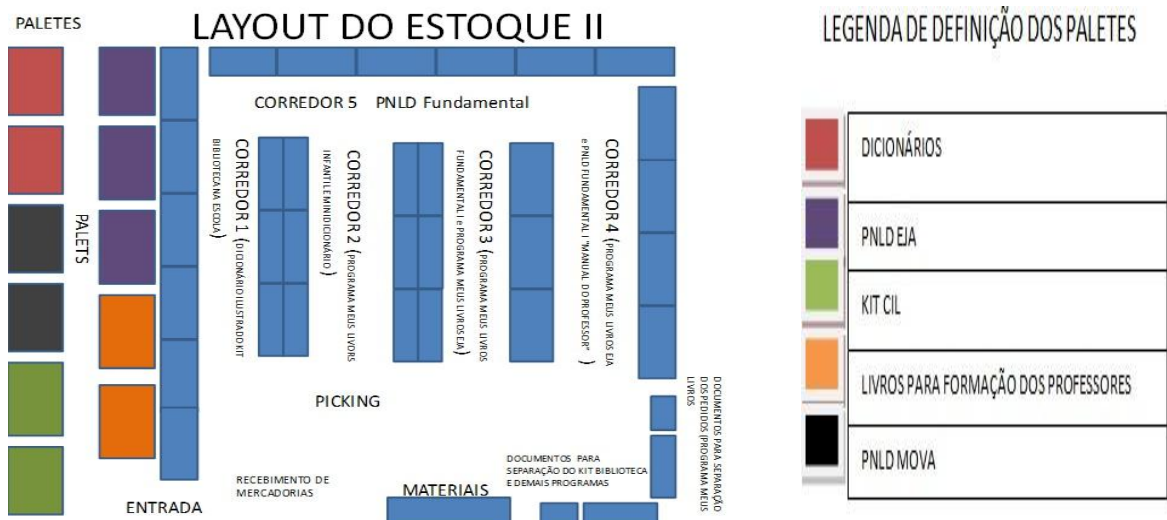 PALETES
LAYOUT DO ESTOQUE II
CORREDOR 5 PNLD Fundamental
PALETS
CORREDOR 1 (DICIONÁRIO ILUSTRADO KIT
BIBLIOTECA NA ESCOLA)
CORREDOR 2 (PROGRAMA MEUS LIVORS
INFANTIL E MINIDICIONÁRIO )
CORREDOR 3 (PROGRAMA MEUS LIVROS
FUNDAMENTAL I e PROGRAMA MEUS LIVROS EJA)
CORREDOR 4 (PROGRAMA MEUS LIVROS EJA
e PNLD FUNDAMENTAL I "MANUAL DO PROFESSOR" )
PICKING
DOCUMENTOS PARA SEPARAÇÃO
DOS PEDIDOS (PROGRAMA MEUS
LIVROS
RECEBIMENTO DE
MERCADORIAS
DOCUMENTOS PARA
SEPARAÇÃO DO KIT BIBLIOTECA
E DEMAIS PROGRAMAS
MATERIAIS
ENTRADA
LEGENDA DE DEFINIÇÃO DOS PALETES
DICIONÁRIOS
PNLD EJA
KIT CIL
LIVROS PARA FORMAÇÃO DOS PROFESSORES
PNLD MOVA